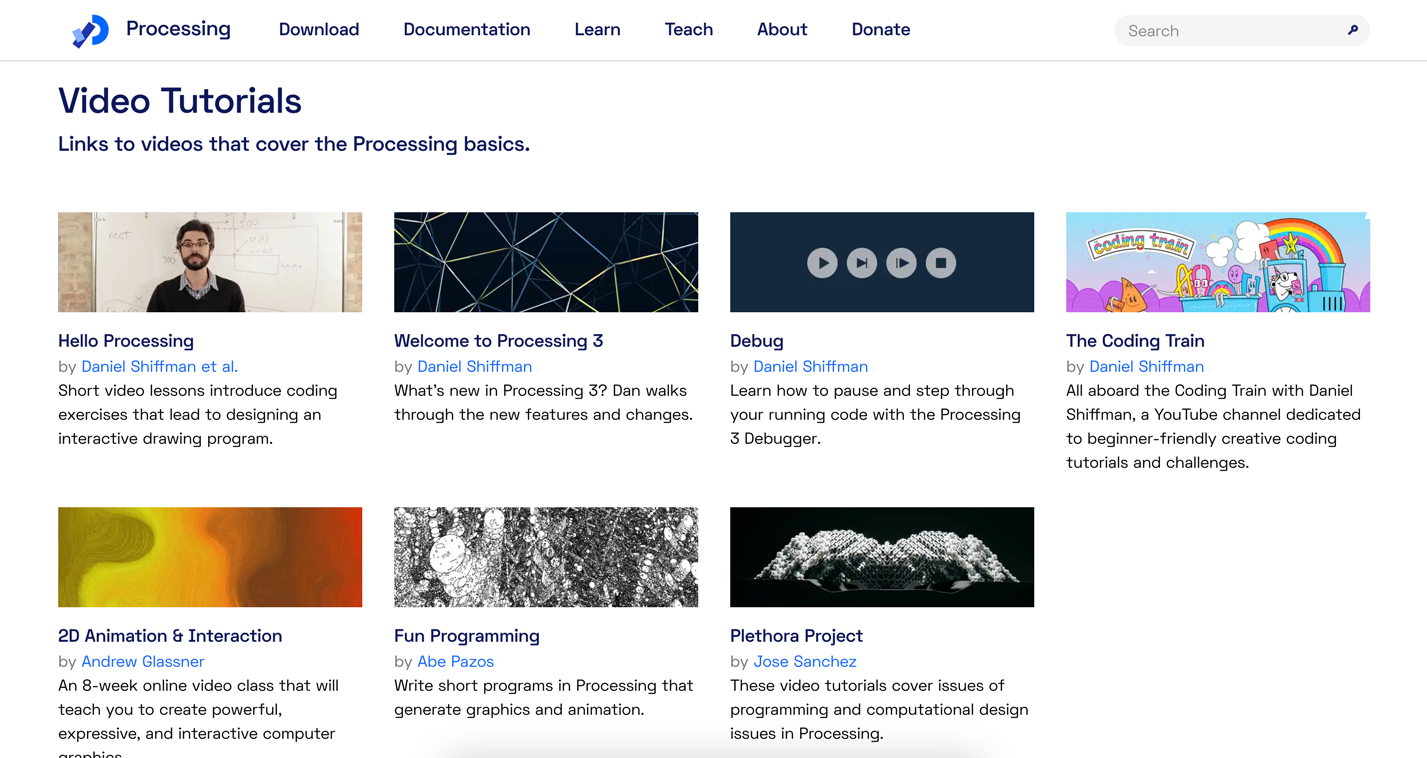 Processing
Download
Documentation
Learn
Teach
About
Donate
Search
Video Tutorials
Links to videos that cover the Processing basics.
rect
coding train
Hello Processing
by Daniel Shiffman et al.
Short video lessons introduce coding
exercises that lead to designing an
interactive drawing program.
Welcome to Processing 3
by Daniel Shiffman
What's new in Processing 3? Dan walks
through the new features and changes.
Debug
by Daniel Shiffman
Learn how to pause and step through
your running code with the Processing
3 Debugger.
The Coding Train
by Daniel Shiffman
All aboard the Coding Train with Daniel
Shiffman, a YouTube channel dedicated
to beginner-friendly creative coding
tutorials and challenges.
2D Animation & Interaction
by Andrew Glassner
An 8-week online video class that will
teach you to create powerful,
expressive, and interactive computer
graphics.
Fun Programming
by Abe Pazos
Write short programs in Processing that
generate graphics and animation.
Plethora Project
by Jose Sanchez
These video tutorials cover issues of
programming and computational design
issues in Processing.